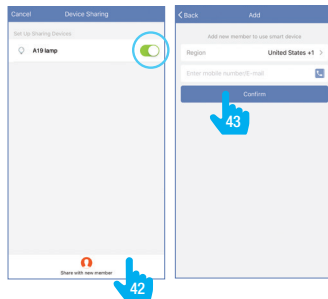 Cancel Device Sharing
Set Up Sharing Devices
A19 lamp
Share with new member
42
Back Add
Add new member to use smart device
Region United States +1 >
Enter mobile number/E-mail
Confirm
43